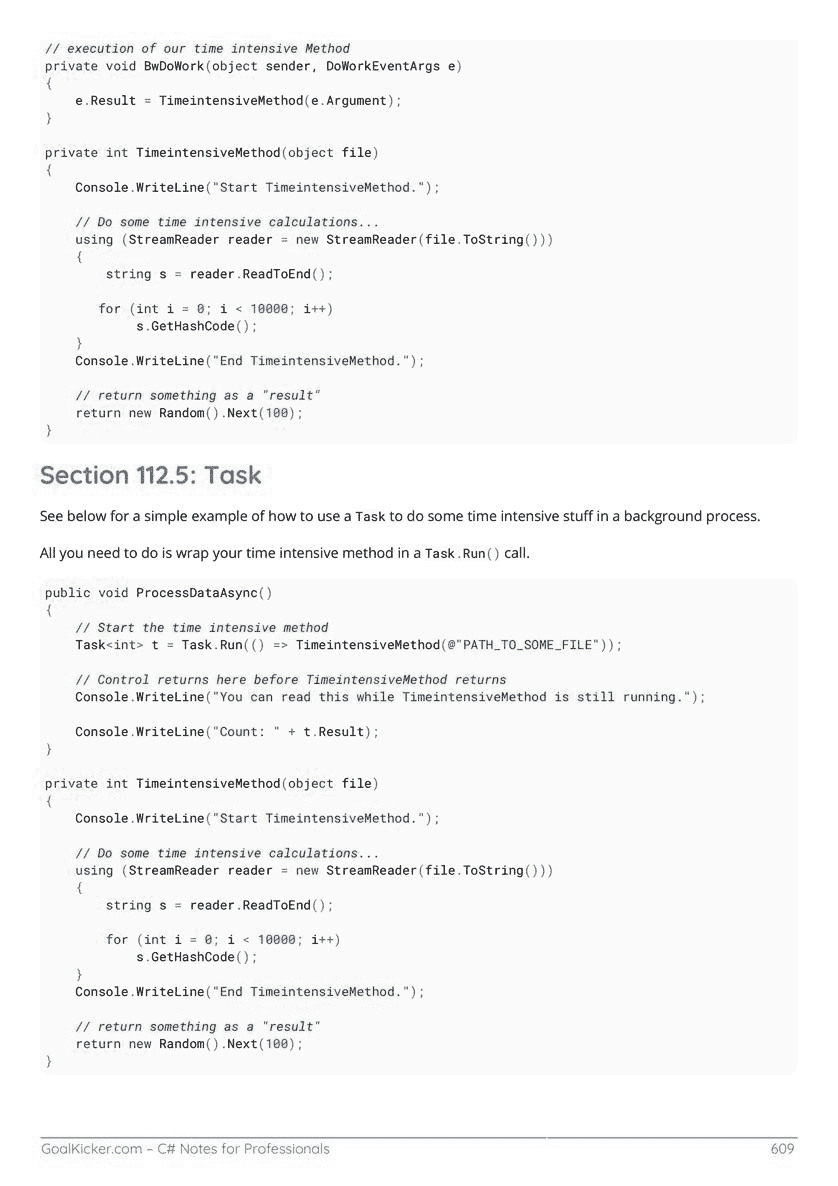 // execution of our time intensive Method
private void BwDoWork(object sender, DoWorkEventArgs e)
{
    e.Result = TimeintensiveMethod(e.Argument);
}

private int TimeintensiveMethod(object file)
{
    Console.WriteLine("Start TimeintensiveMethod.");

    // Do some time intensive calculations...
    using (StreamReader reader = new StreamReader(file.ToString()))
    {
        string s = reader.ReadToEnd();

       for (int i = 0; i < 10000; i++)
            s.GetHashCode();
    }
    Console.WriteLine("End TimeintensiveMethod.");

    // return something as a "result"
    return new Random().Next(100);
}
Section 112.5: Task
See below for a simple example of how to use a Task to do some time intensive stuff in a background process.
All you need to do is wrap your time intensive method in a Task.Run() call.
public void ProcessDataAsync()
{
    // Start the time intensive method
    Task<int> t = Task.Run(() => TimeintensiveMethod(@"PATH_TO_SOME_FILE"));

    // Control returns here before TimeintensiveMethod returns
    Console.WriteLine("You can read this while TimeintensiveMethod is still running.");

    Console.WriteLine("Count: " + t.Result);
}

private int TimeintensiveMethod(object file)
{
    Console.WriteLine("Start TimeintensiveMethod.");

    // Do some time intensive calculations...
    using (StreamReader reader = new StreamReader(file.ToString()))
    {
        string s = reader.ReadToEnd();

        for (int i = 0; i < 10000; i++)
            s.GetHashCode();
    }
    Console.WriteLine("End TimeintensiveMethod.");

    // return something as a "result"
    return new Random().Next(100);
}
GoalKicker.com – C# Notes for Professionals 609